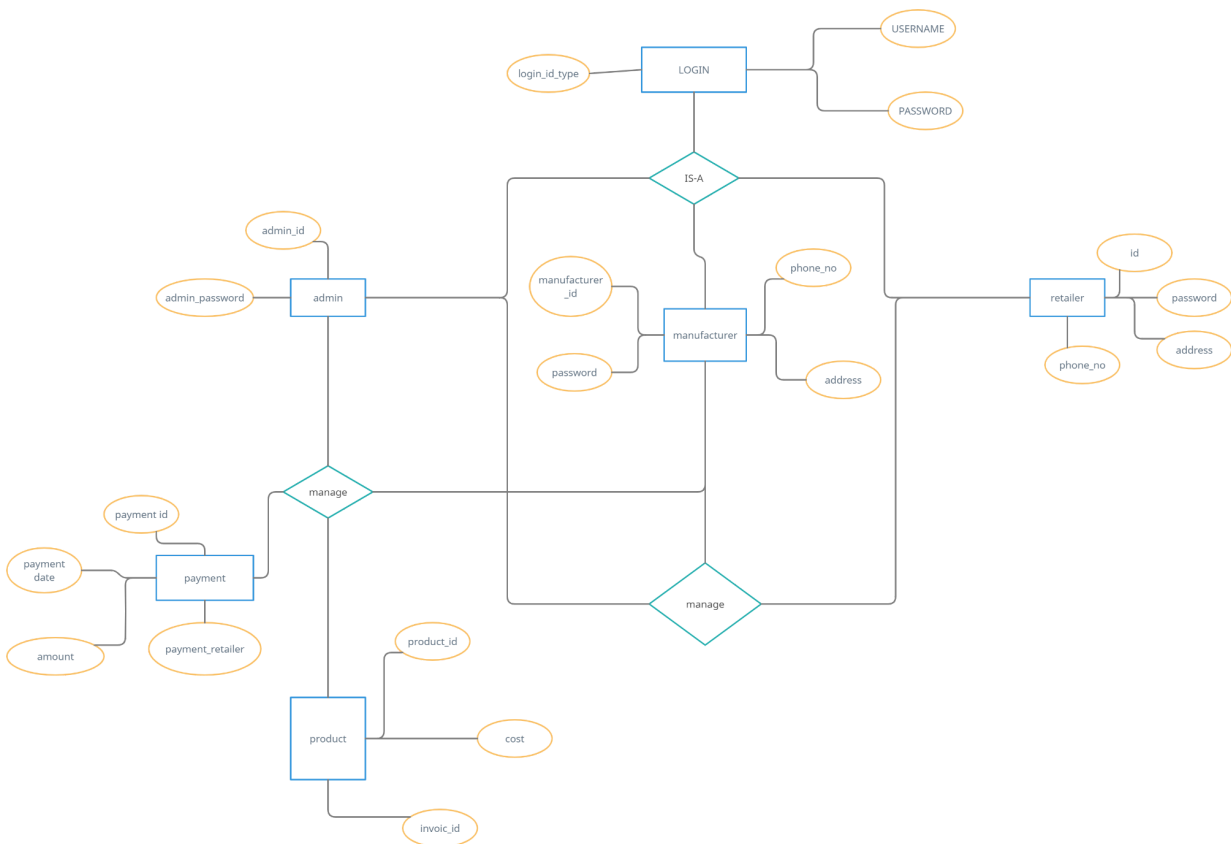 USERNAME
LOGIN
login_id_type
PASSWORD
IS-A
admin_id
manufacturer
_id
phone_no
id
admin_password
admin
retailer
password
manufacturer
password
address
phone_no
address
manage
payment id
payment
date
payment
manage
product_id
payment_retailer
amount
product
cost
invoic_id